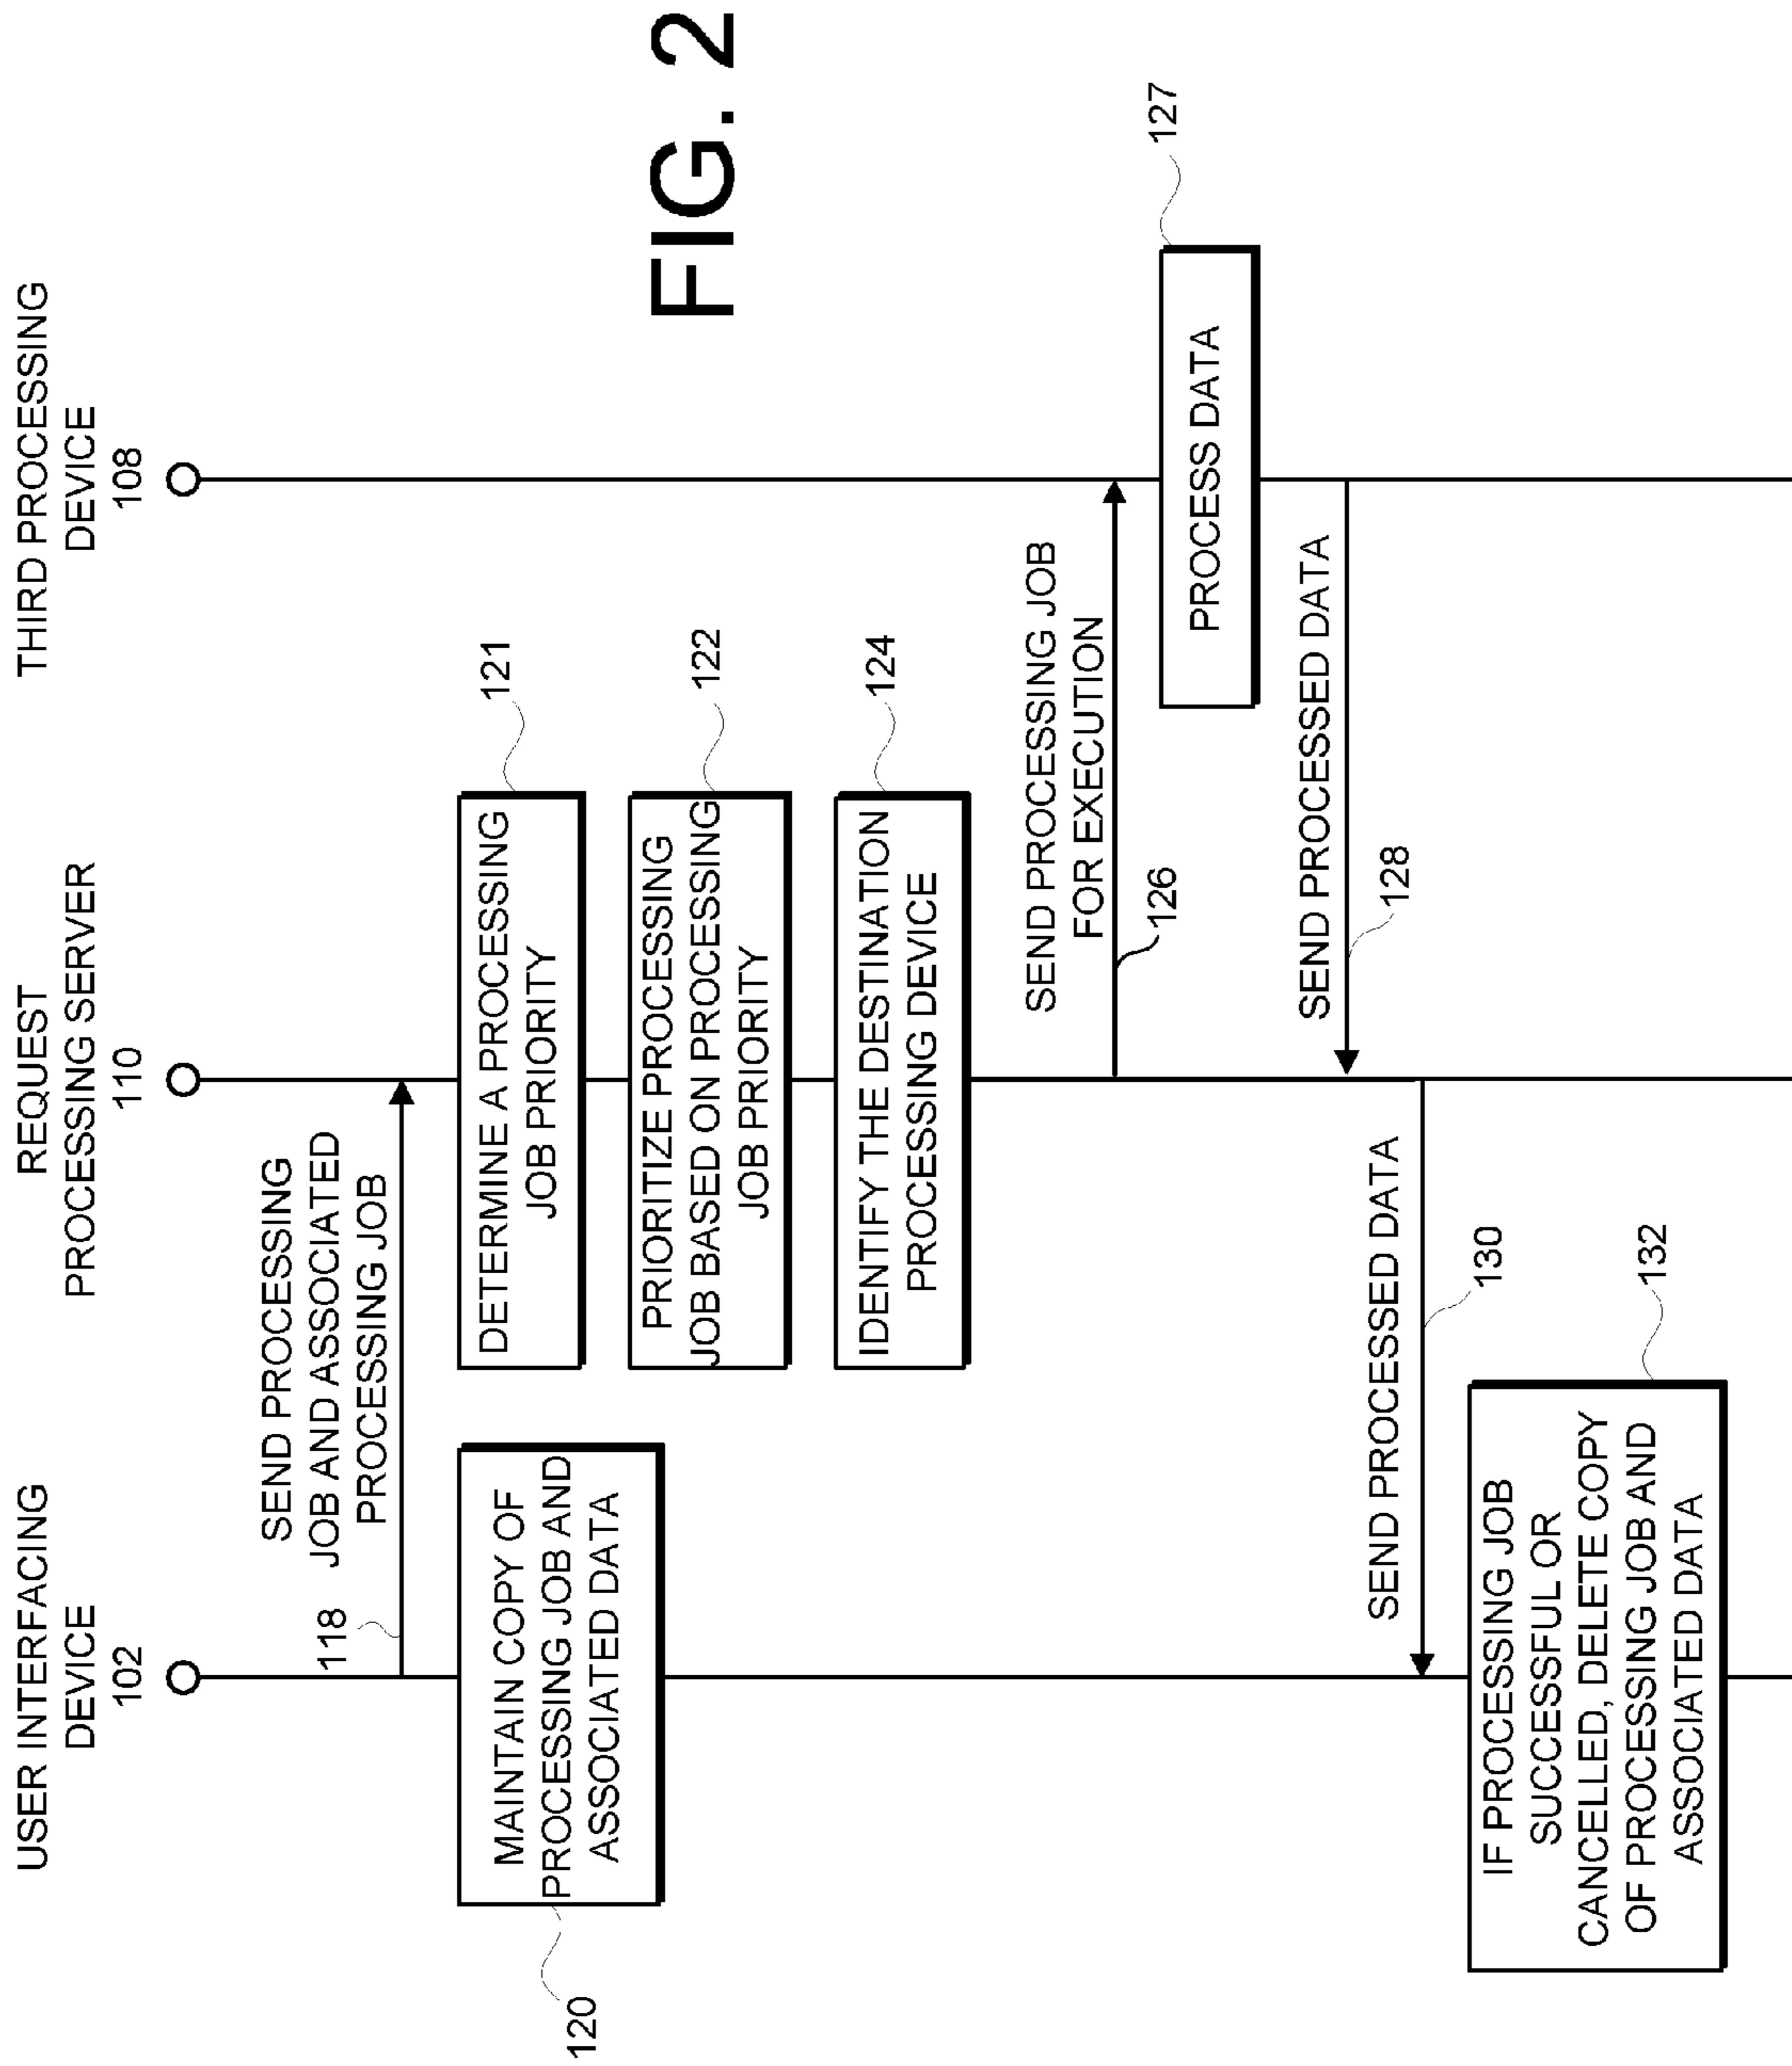 USER INTERFACING
DEVICE
102
REQUEST
PROCESSING SERVER
110
THIRD PROCESSING
DEVICE
108
118
SEND PROCESSING
JOB AND ASSOCIATED
PROCESSING JOB
120
MAINTAIN COPY OF
PROCESSING JOB AND
ASSOCIATED DATA
DETERMINE A PROCESSING
JOB PRIORITY
121
PRIORITIZE PROCESSING
JOB BASED ON PROCESSING
JOB PRIORITY
122
IDENTIFY THE DESTINATION
PROCESSING DEVICE
124
SEND PROCESSING JOB
FOR EXECUTION
126
PROCESS DATA
127
SEND PROCESSED DATA
128
SEND PROCESSED DATA
130
IF PROCESSING JOB
SUCCESSFUL OR
CANCELLED, DELETE COPY
OF PROCESSING JOB AND
ASSOCIATED DATA
132
FIG. 2